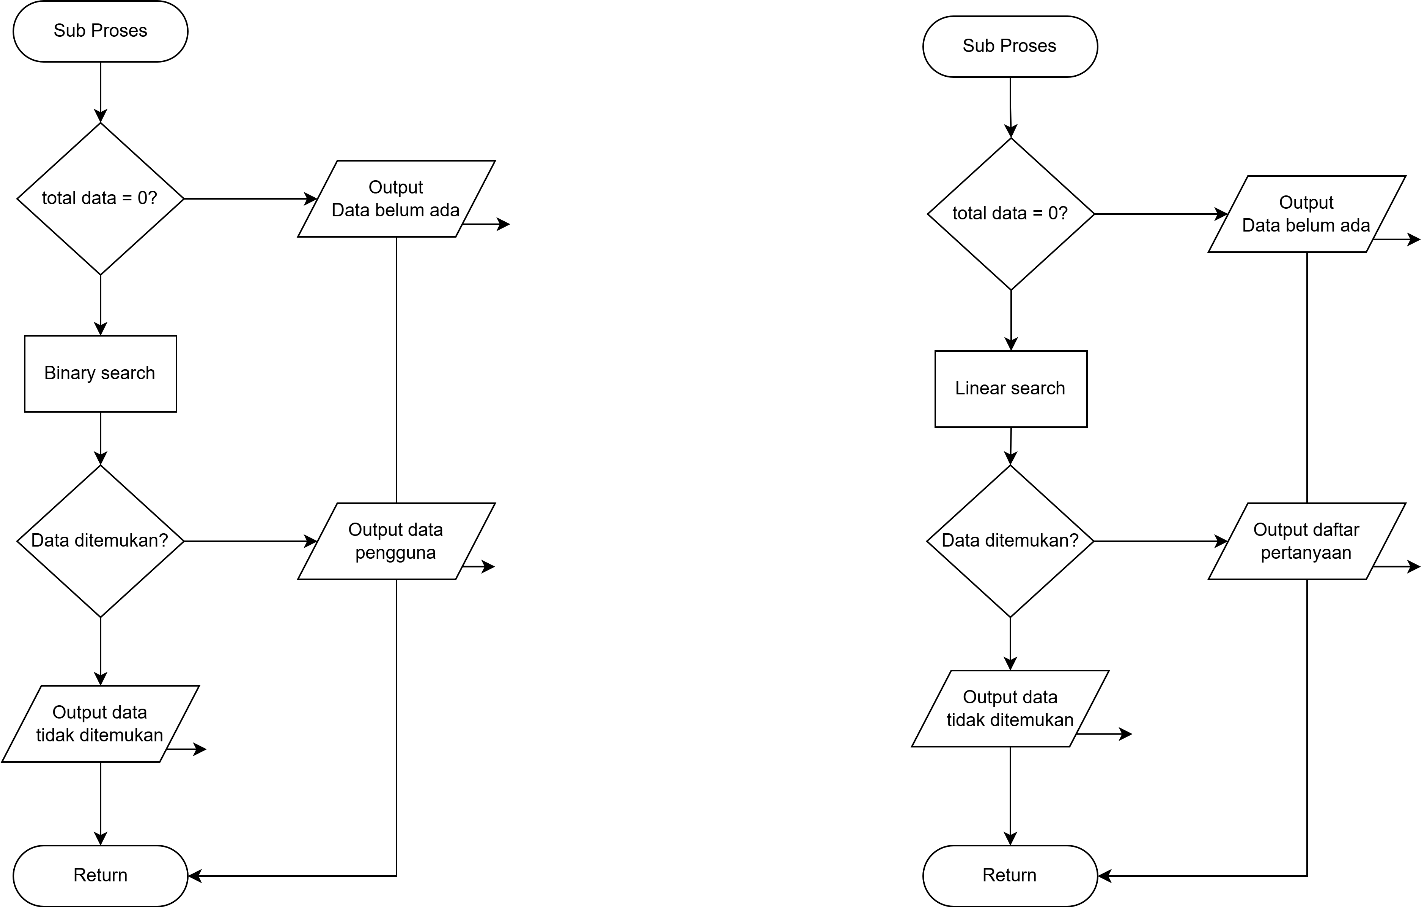 Sub Proses
total data = 0?
Output
Data belum ada
Binary search
Data ditemukan?
Output data
pengguna
Output data
tidak ditemukan
Return
Sub Proses
total data = 0?
Output
Data belum ada
Linear search
Data ditemukan?
Output daftar
pertanyaan
Output data
tidak ditemukan
Return